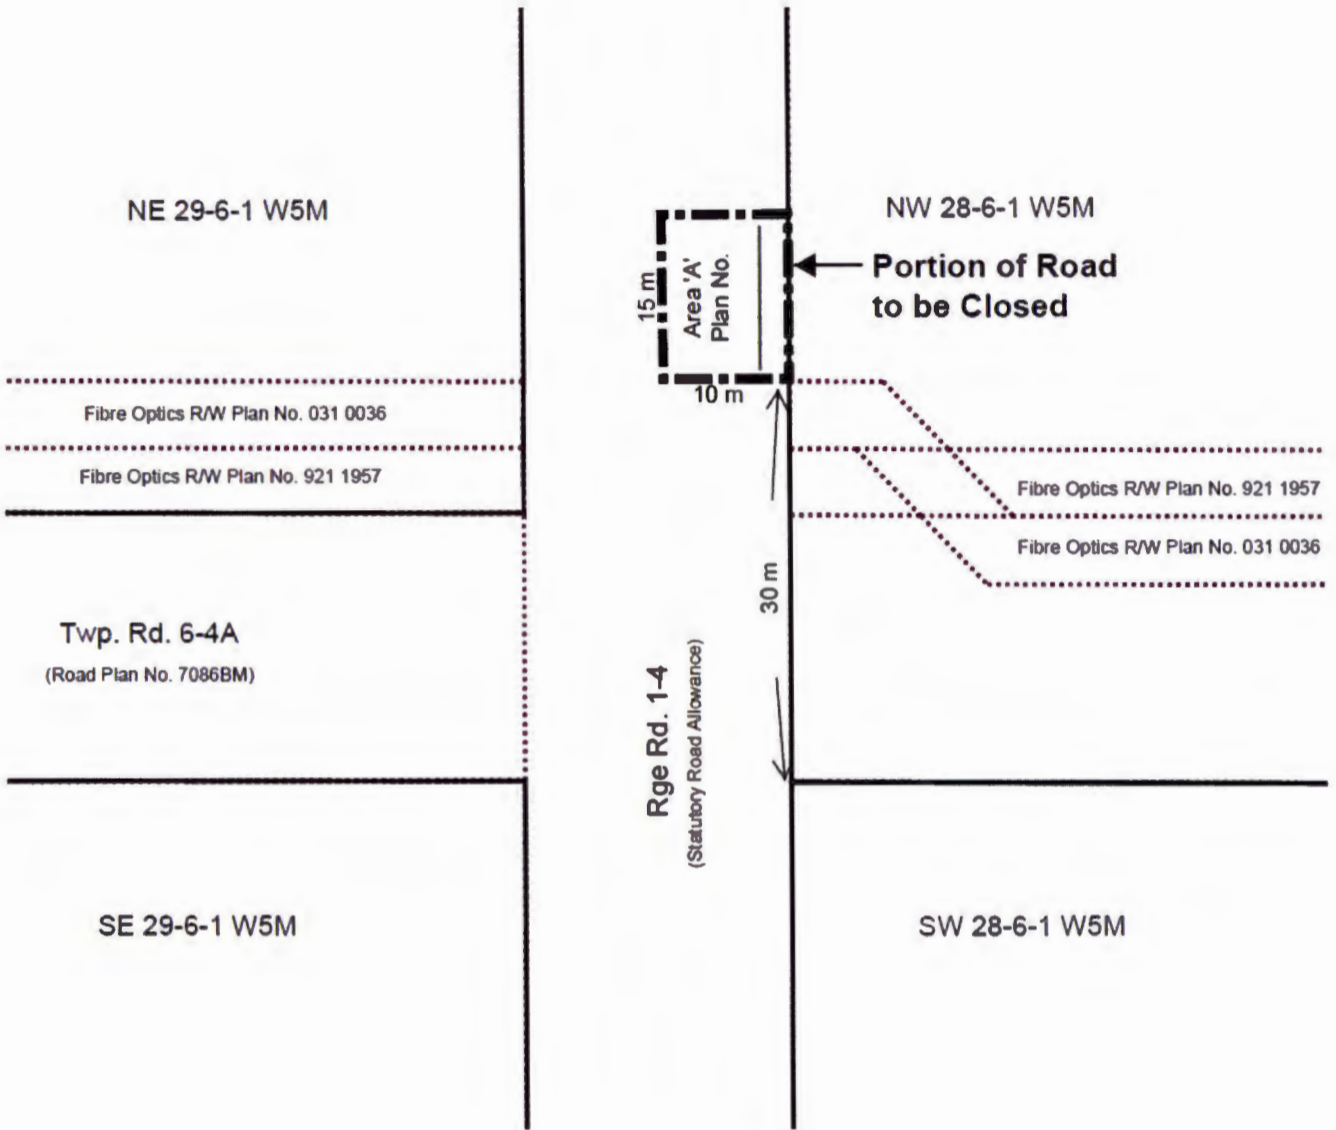 NE 29-6-1 W5M
NW 28-6-1 W5M
Portion of Road
to be Closed
15 m
Area 'A'
Plan No.
10 m
Fibre Optics R/W Plan No. 031 0036
Fibre Optics R/W Plan No. 921 1957
Fibre Optics R/W Plan No. 921 1957
Fibre Optics R/W Plan No. 031 0036
30 m
Twp. Rd. 6-4A
(Road Plan No. 7086BM)
Rge Rd. 1-4
(Statutory Road Allowance)
SE 29-6-1 W5M
SW 28-6-1 W5M